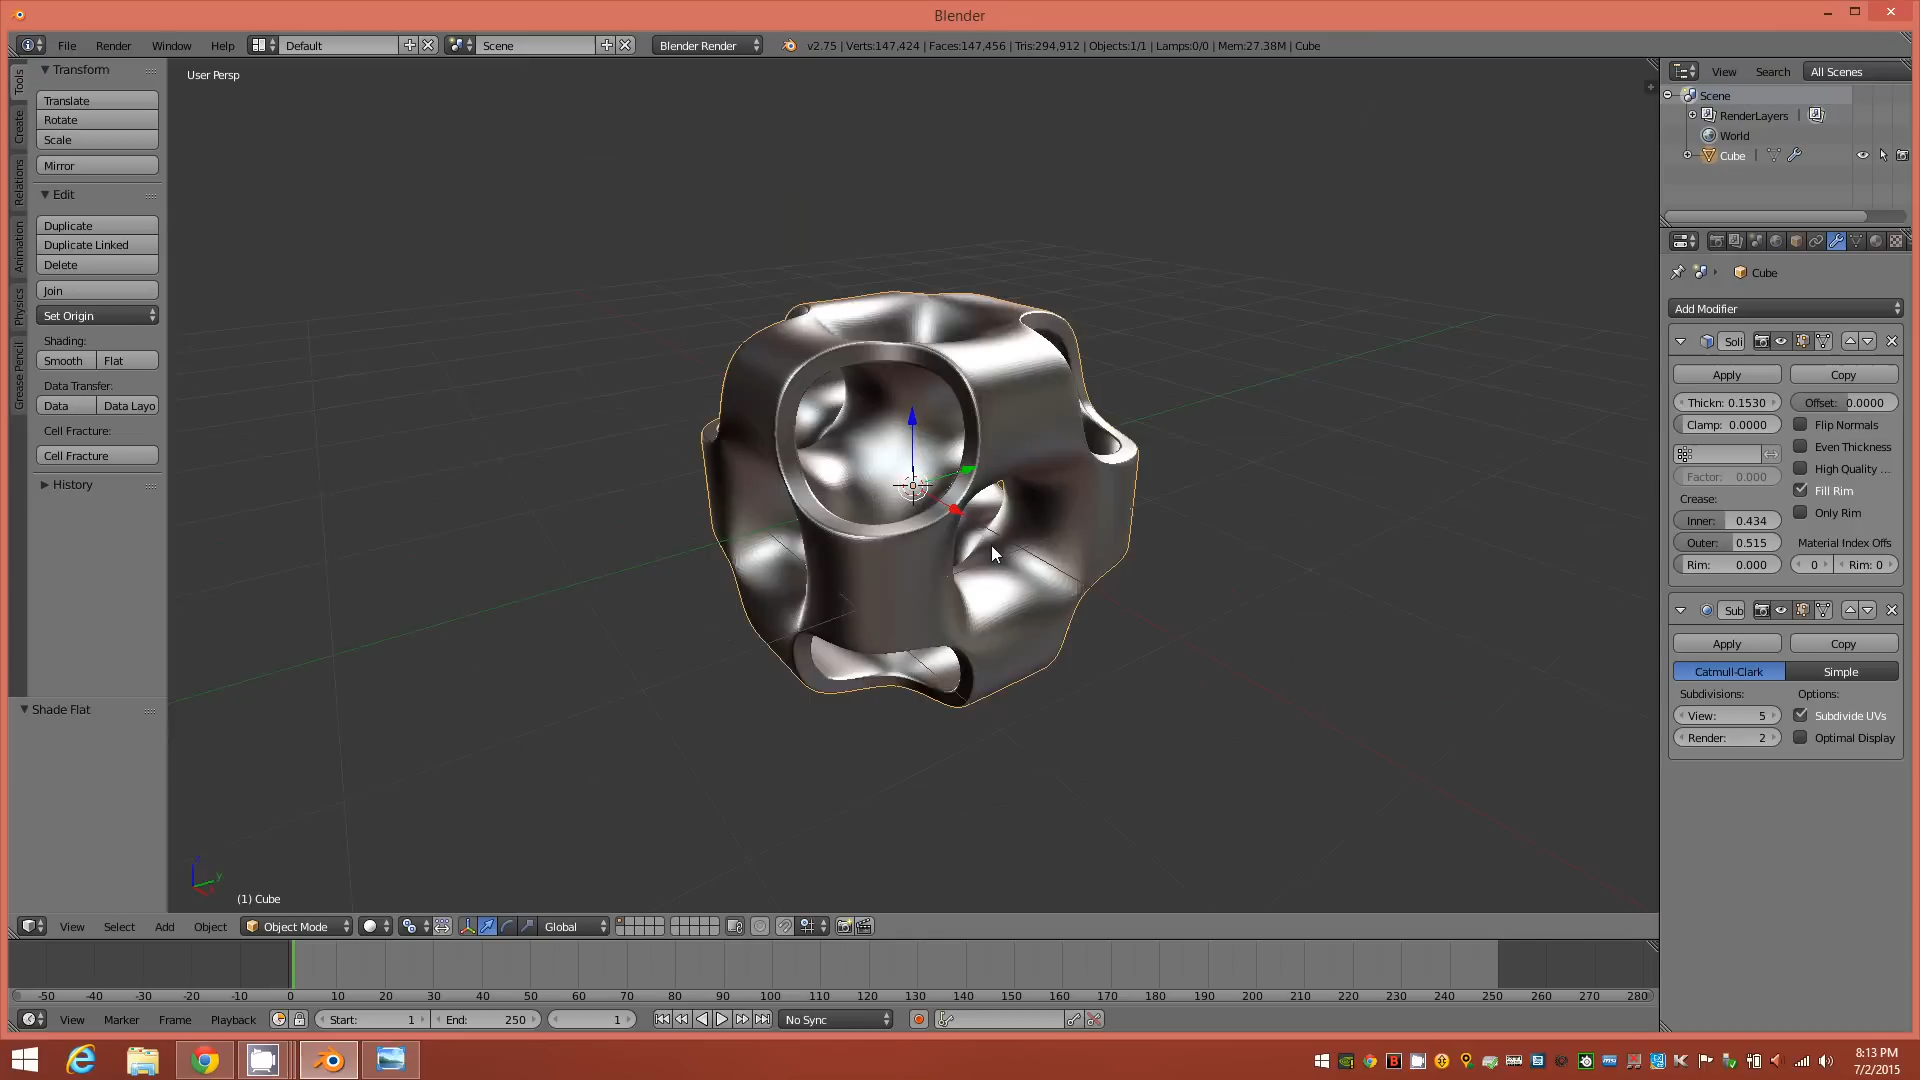 Blender
File Render Window Help Default Scene Blender Render v2.75 | Verts:147,424 | Faces:147,456 | Tris:294,912 | Objects:1/1 | Lamps:0/0 | Mem:27.38M | Cube
Tools
Create
Relations
Animation
Physics
Grease Pencil
Transform
Translate
Rotate
Scale
Mirror
Edit
Duplicate
Duplicate Linked
Delete
Join
Set Origin
Shading:
Smooth Flat
Data Transfer:
Data Data Layo
Cell Fracture:
Cell Fracture
History
Shade Flat
User Persp
(1) Cube
View Search All Scenes
Scene
RenderLayers
World
Cube
Cube
Add Modifier
Soli
Apply Copy
Thickn: 0.1530 Offset: 0.0000
Clamp: 0.0000 Flip Normals
Even Thickness
Factor: 0.000 High Quality ...
Crease: Fill Rim
Inner: 0.434 Only Rim
Outer: 0.515 Material Index Offs
Rim: 0.000 0 Rim: 0
Sub
Apply Copy
Catmull-Clark Simple
Subdivisions: Options:
View: 5 Subdivide UVs
Render: 2 Optimal Display
View Select Add Object Object Mode Global
-50 -40 -30 -20 -10 0 10 20 30 40 50 60 70 80 90 100 110 120 130 140 150 160 170 180 190 200 210 220 230 240 250 260 270 280
View Marker Frame Playback Start: 1 End: 250 1 No Sync
8:13 PM
7/2/2015